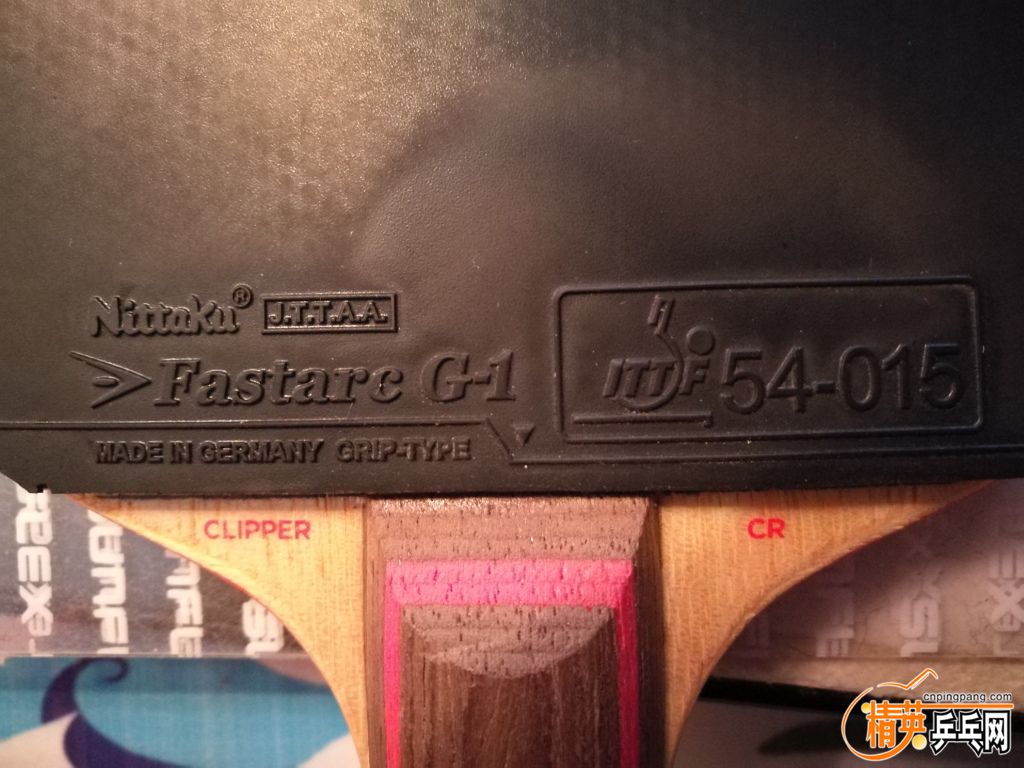 Nittaku® J.T.T.A.A.
Fastarc G-1
ITTF 54-015
MADE IN GERMANY GRIP-TYPE
CLIPPER CR
cnpingpang.com
精英乒乓网